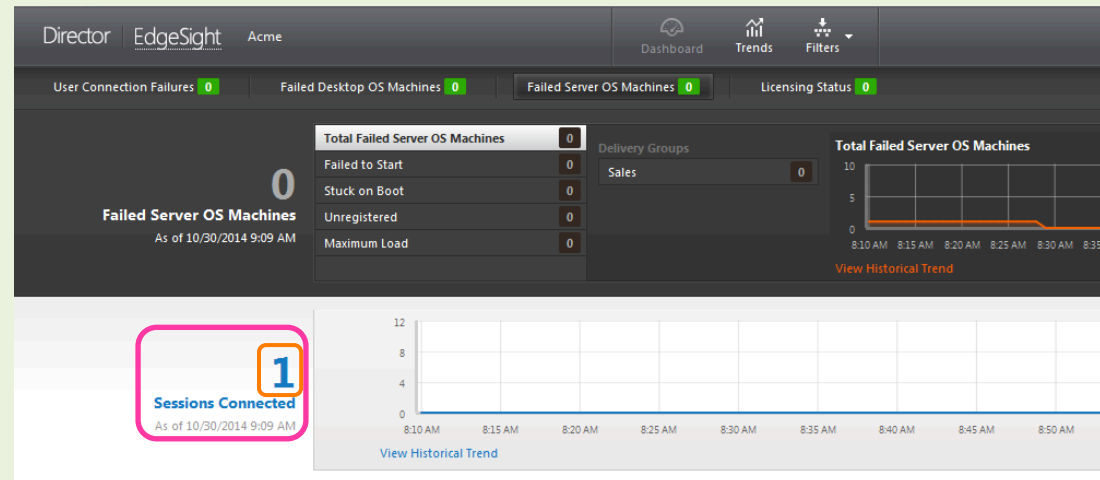 Director EdgeSight Acme Dashboard Trends Filters
User Connection Failures 0 Failed Desktop OS Machines 0 Failed Server OS Machines 0 Licensing Status 0
0
Failed Server OS Machines
As of 10/30/2014 9:09 AM
Total Failed Server OS Machines 0
Failed to Start 0
Stuck on Boot 0
Unregistered 0
Maximum Load 0
Delivery Groups
Sales 0
Total Failed Server OS Machines
10
5
0
8:10 AM 8:15 AM 8:20 AM 8:25 AM 8:30 AM 8:35
View Historical Trend
1
Sessions Connected
As of 10/30/2014 9:09 AM
12
8
4
0
8:10 AM 8:15 AM 8:20 AM 8:25 AM 8:30 AM 8:35 AM 8:40 AM 8:45 AM 8:50 AM
View Historical Trend